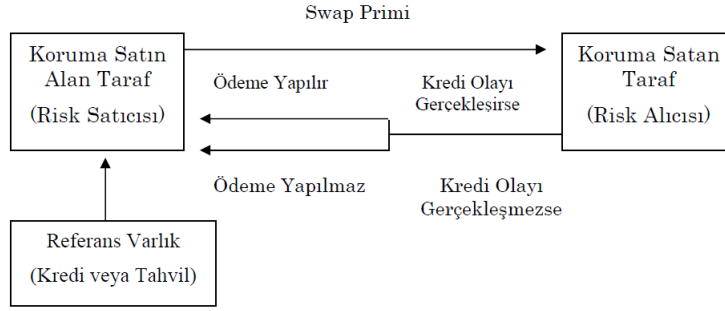 Swap Primi
Koruma Satın
Alan Taraf
(Risk Satıcısı)
Koruma Satan
Taraf
(Risk Alıcısı)
Ödeme Yapılır
Kredi Olayı
Gerçekleşirse
Ödeme Yapılmaz
Kredi Olayı
Gerçekleşmezse
Referans Varlık
(Kredi veya Tahvil)